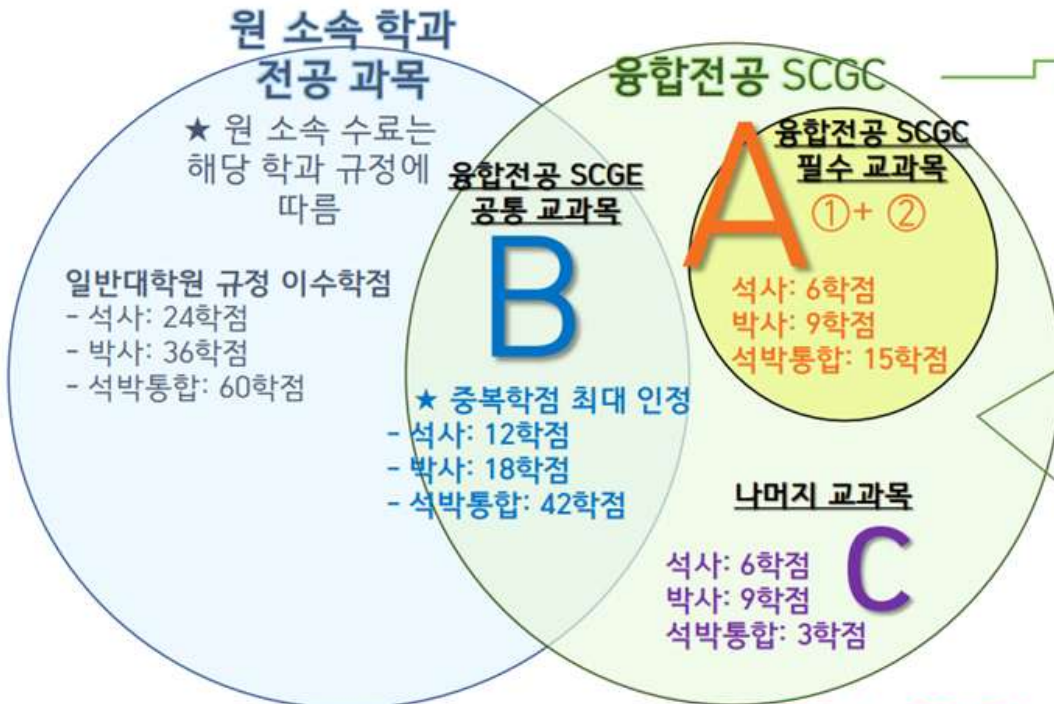 원 소속 학과
전공 과목
★ 원 소속 수료는
해당 학과 규정에
따름
일반대학원 규정 이수학점
- 석사: 24학점
- 박사: 36학점
- 석박통합: 60학점
융합전공 SCGE
공통 교과목
B
★ 중복학점 최대 인정
- 석사: 12학점
- 박사: 18학점
- 석박통합: 42학점
융합전공 SCGC
A
융합전공 SCGC
필수 교과목
①+ ②
석사: 6학점
박사: 9학점
석박통합: 15학점
나머지 교과목
C
석사: 6학점
박사: 9학점
석박통합: 3학점